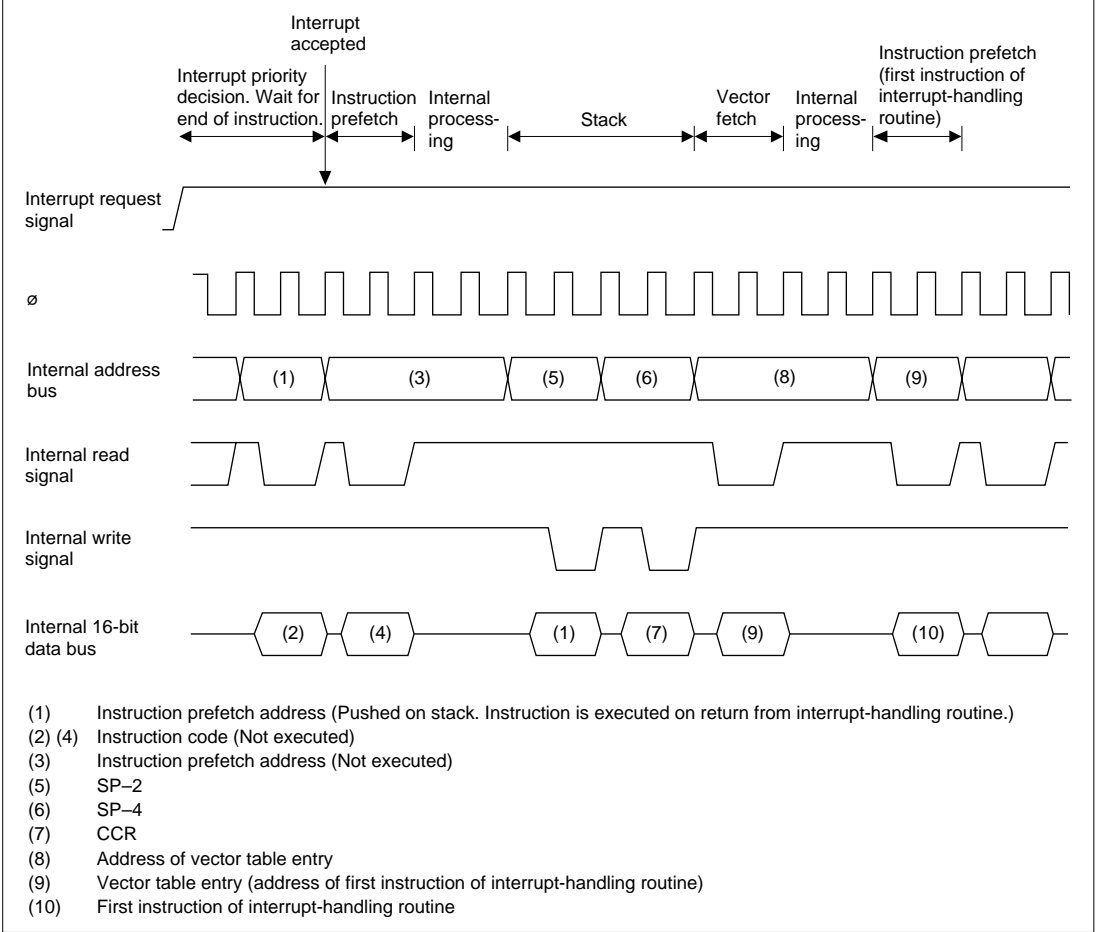 Interrupt
accepted
Interrupt priority
decision. Wait for
end of instruction.
Instruction
prefetch
Internal
process-
ing
Stack
Vector
fetch
Internal
process-
ing
Instruction prefetch
(first instruction of
interrupt-handling
routine)
Interrupt request
signal
ø
Internal address
bus
(1) (3) (5) (6) (8) (9)
Internal read
signal
Internal write
signal
Internal 16-bit
data bus
(2) (4) (1) (7) (9) (10)
(1) Instruction prefetch address (Pushed on stack. Instruction is executed on return from interrupt-handling routine.)
(2) (4) Instruction code (Not executed)
(3) Instruction prefetch address (Not executed)
(5) SP–2
(6) SP–4
(7) CCR
(8) Address of vector table entry
(9) Vector table entry (address of first instruction of interrupt-handling routine)
(10) First instruction of interrupt-handling routine